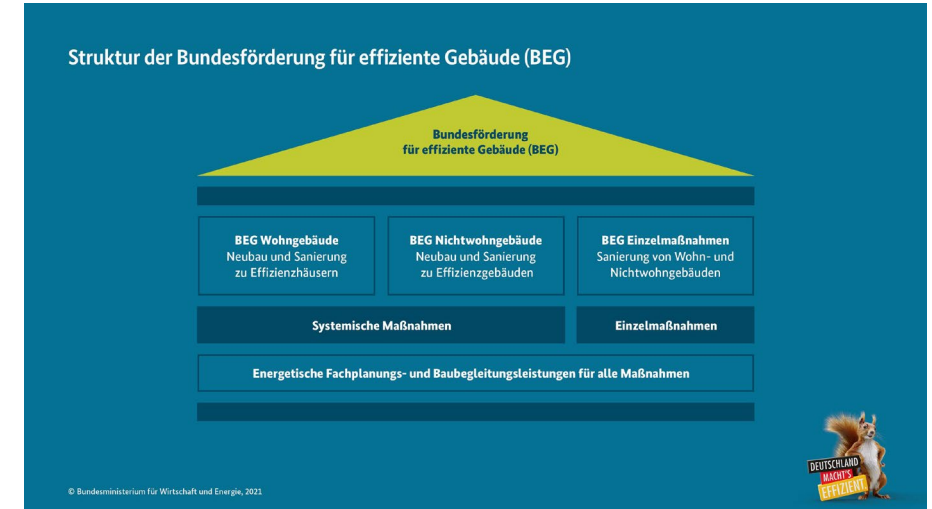 Struktur der Bundesförderung für effiziente Gebäude (BEG)
Bundesförderung
für effiziente Gebäude (BEG)
BEG Wohngebäude
Neubau und Sanierung
zu Effizienzhäusern
BEG Nichtwohngebäude
Neubau und Sanierung
zu Effizienzgebäuden
BEG Einzelmaßnahmen
Sanierung von Wohn- und
Nichtwohngebäuden
Systemische Maßnahmen
Einzelmaßnahmen
Energetische Fachplanungs- und Baubegleitungsleistungen für alle Maßnahmen
DEUTSCHLAND
MACHT'S
EFFIZIENT
© Bundesministerium für Wirtschaft und Energie, 2021